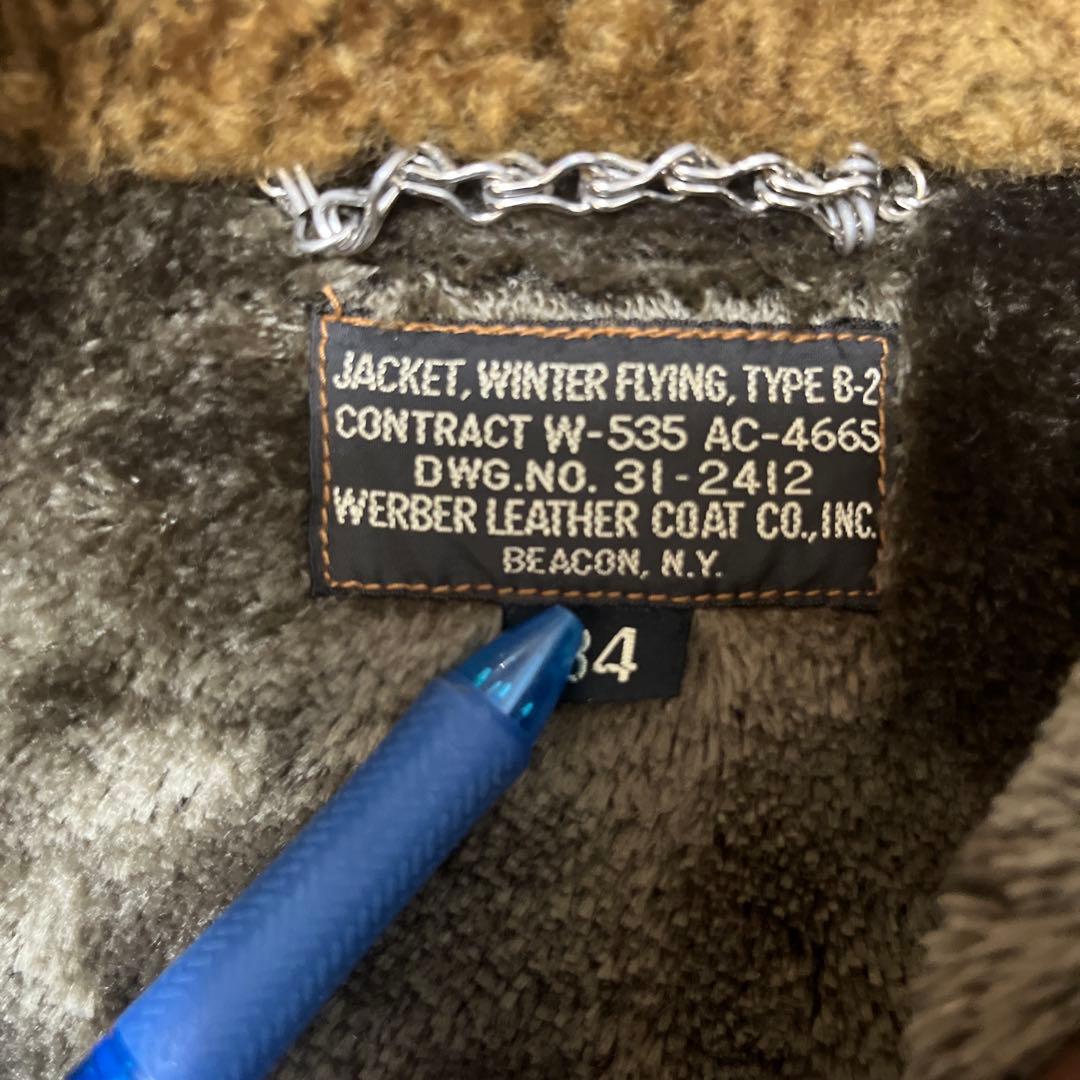 JACKET, WINTER FLYING, TYPE B-2
CONTRACT W-535 AC-4665
DWG.NO. 31-2412
WERBER LEATHER COAT CO., INC.
BEACON, N.Y.
34